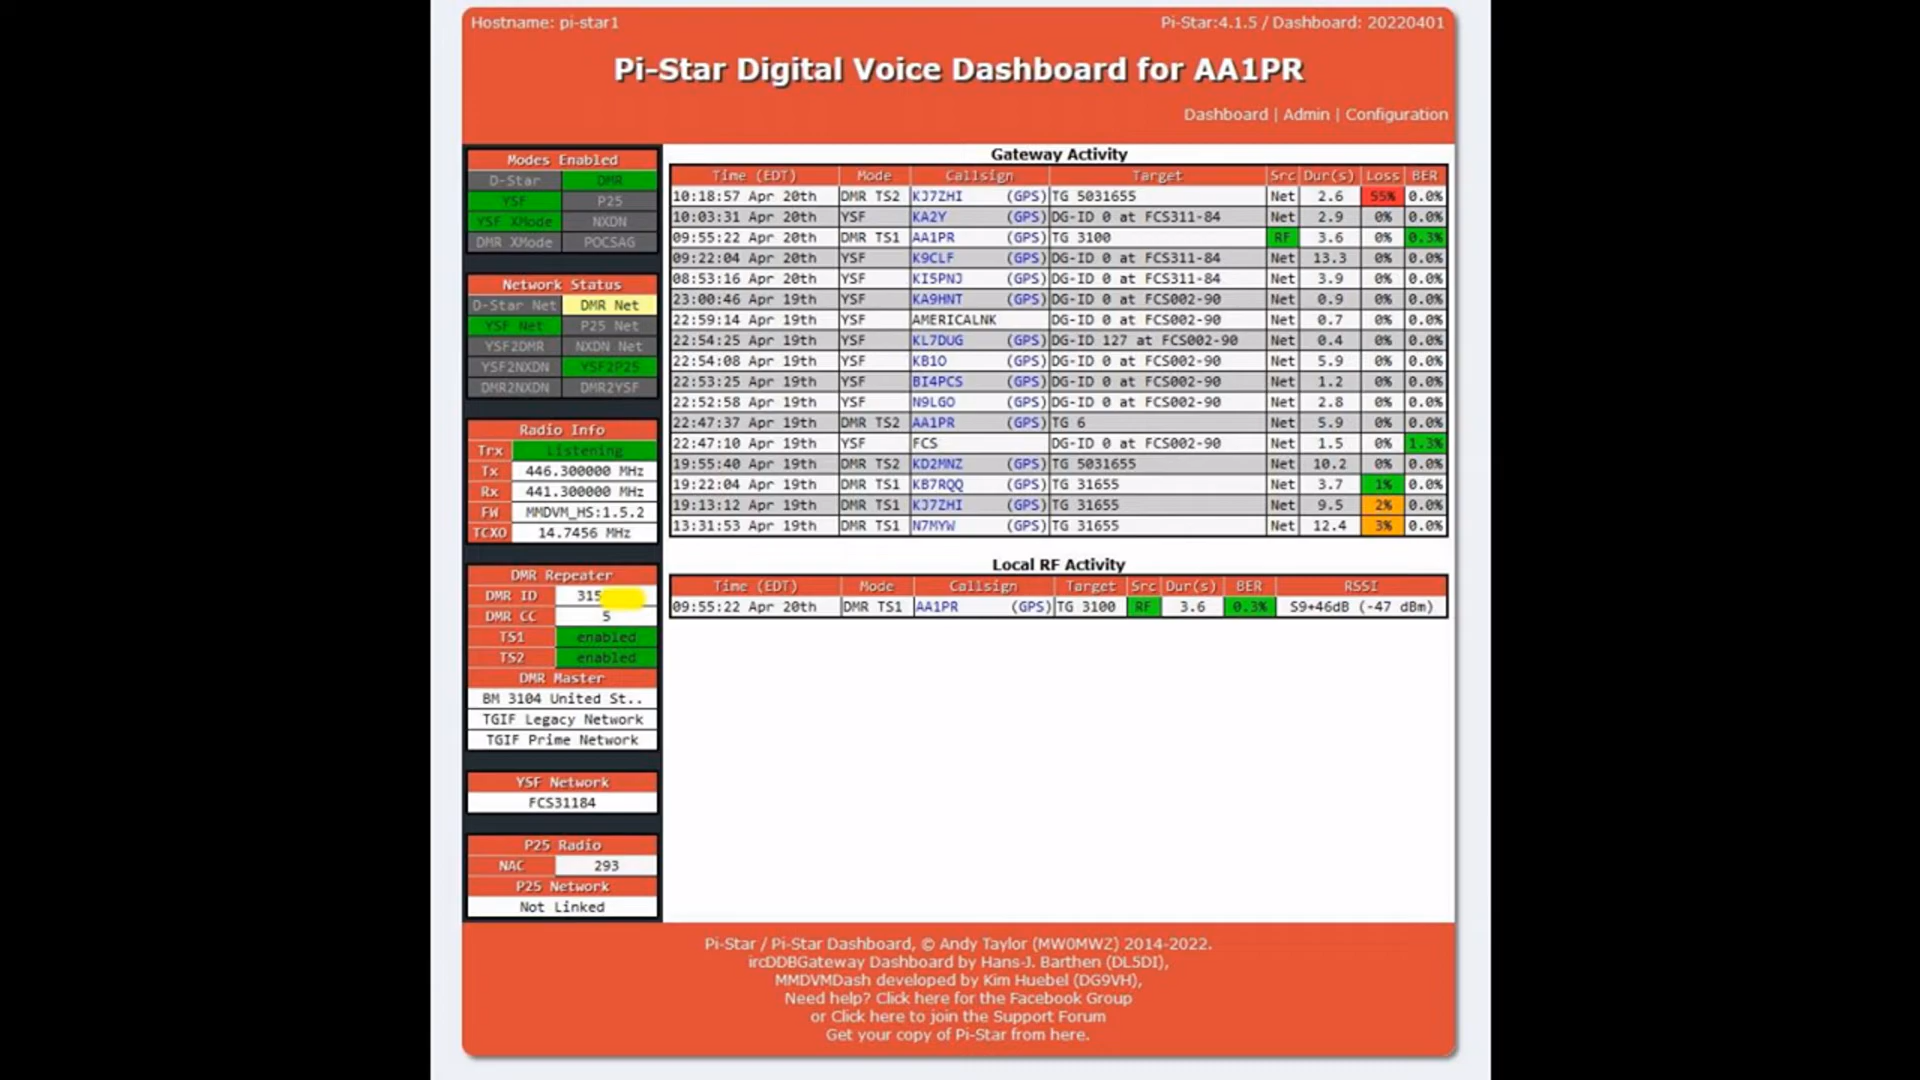 Hostname: pi-star1 Pi-Star:4.1.5 / Dashboard: 20220401
Pi-Star Digital Voice Dashboard for AA1PR
Dashboard | Admin | Configuration
Modes Enabled
D-Star DMR
YSF P25
YSF XMode NXDN
DMR XMode POCSAG
Network Status
D-Star Net DMR Net
YSF Net P25 Net
YSF2DMR NXDN Net
YSF2NXDN YSF2P25
DMR2NXDN DMR2YSF
Radio Info
Trx Listening
Tx 446.300000 MHz
Rx 441.300000 MHz
FW MMDVM_HS:1.5.2
TCXO 14.7456 MHz
DMR Repeater
DMR ID 315
DMR CC 5
TS1 enabled
TS2 enabled
DMR Master
BM 3104 United St..
TGIF Legacy Network
TGIF Prime Network
YSF Network
FCS31184
P25 Radio
NAC 293
P25 Network
Not Linked
Gateway Activity
Time (EDT) Mode Callsign Target Src Dur(s) Loss BER
10:18:57 Apr 20th DMR TS2 KJ7ZHI (GPS) TG 5031655 Net 2.6 55% 0.0%
10:03:31 Apr 20th YSF KA2Y (GPS) DG-ID 0 at FCS311-84 Net 2.9 0% 0.0%
09:55:22 Apr 20th DMR TS1 AA1PR (GPS) TG 3100 RF 3.6 0% 0.3%
09:22:04 Apr 20th YSF K9CLF (GPS) DG-ID 0 at FCS311-84 Net 13.3 0% 0.0%
08:53:16 Apr 20th YSF KI5PNJ (GPS) DG-ID 0 at FCS311-84 Net 3.9 0% 0.0%
23:00:46 Apr 19th YSF KA9HNT (GPS) DG-ID 0 at FCS002-90 Net 0.9 0% 0.0%
22:59:14 Apr 19th YSF AMERICALNK DG-ID 0 at FCS002-90 Net 0.7 0% 0.0%
22:54:25 Apr 19th YSF KL7DUG (GPS) DG-ID 127 at FCS002-90 Net 0.4 0% 0.0%
22:54:08 Apr 19th YSF KB1O (GPS) DG-ID 0 at FCS002-90 Net 5.9 0% 0.0%
22:53:25 Apr 19th YSF BI4PCS (GPS) DG-ID 0 at FCS002-90 Net 1.2 0% 0.0%
22:52:58 Apr 19th YSF N9LGO (GPS) DG-ID 0 at FCS002-90 Net 2.8 0% 0.0%
22:47:37 Apr 19th DMR TS2 AA1PR (GPS) TG 6 Net 5.9 0% 0.0%
22:47:10 Apr 19th YSF FCS DG-ID 0 at FCS002-90 Net 1.5 0% 1.3%
19:55:40 Apr 19th DMR TS2 KD2MNZ (GPS) TG 5031655 Net 10.2 0% 0.0%
19:22:04 Apr 19th DMR TS1 KB7RQQ (GPS) TG 31655 Net 3.7 1% 0.0%
19:13:12 Apr 19th DMR TS1 KJ7ZHI (GPS) TG 31655 Net 9.5 2% 0.0%
13:31:53 Apr 19th DMR TS1 N7MYW (GPS) TG 31655 Net 12.4 3% 0.0%
Local RF Activity
Time (EDT) Mode Callsign Target Src Dur(s) BER RSSI
09:55:22 Apr 20th DMR TS1 AA1PR (GPS) TG 3100 RF 3.6 0.3% S9+46dB (-47 dBm)
Pi-Star / Pi-Star Dashboard, © Andy Taylor (MW0MWZ) 2014-2022.
ircDDBGateway Dashboard by Hans-J. Barthen (DL5DI),
MMDVMDash developed by Kim Huebel (DG9VH),
Need help? Click here for the Facebook Group
or Click here to join the Support Forum
Get your copy of Pi-Star from here.